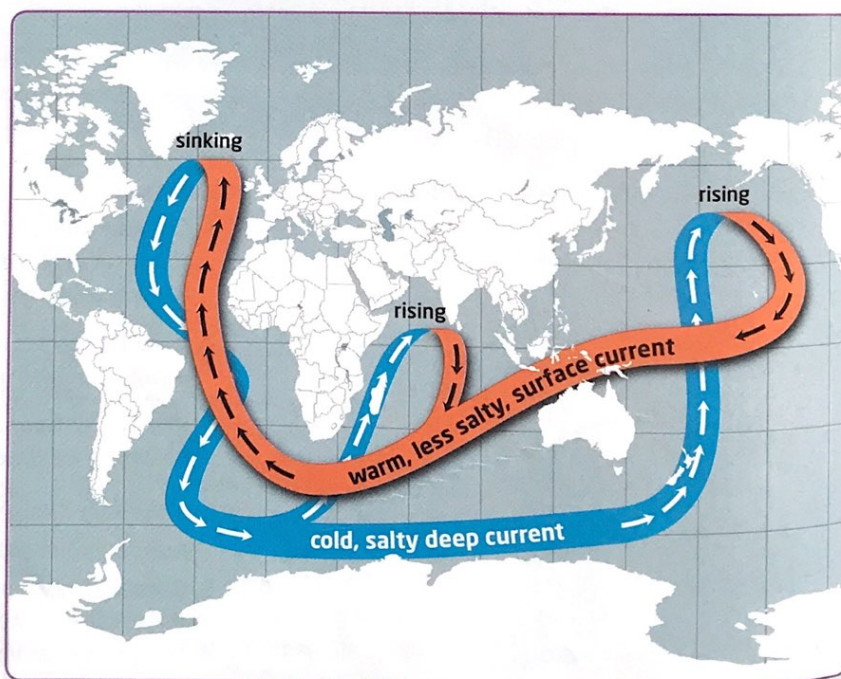 sinking
rising
rising
warm, less salty, surface current
cold, salty deep current